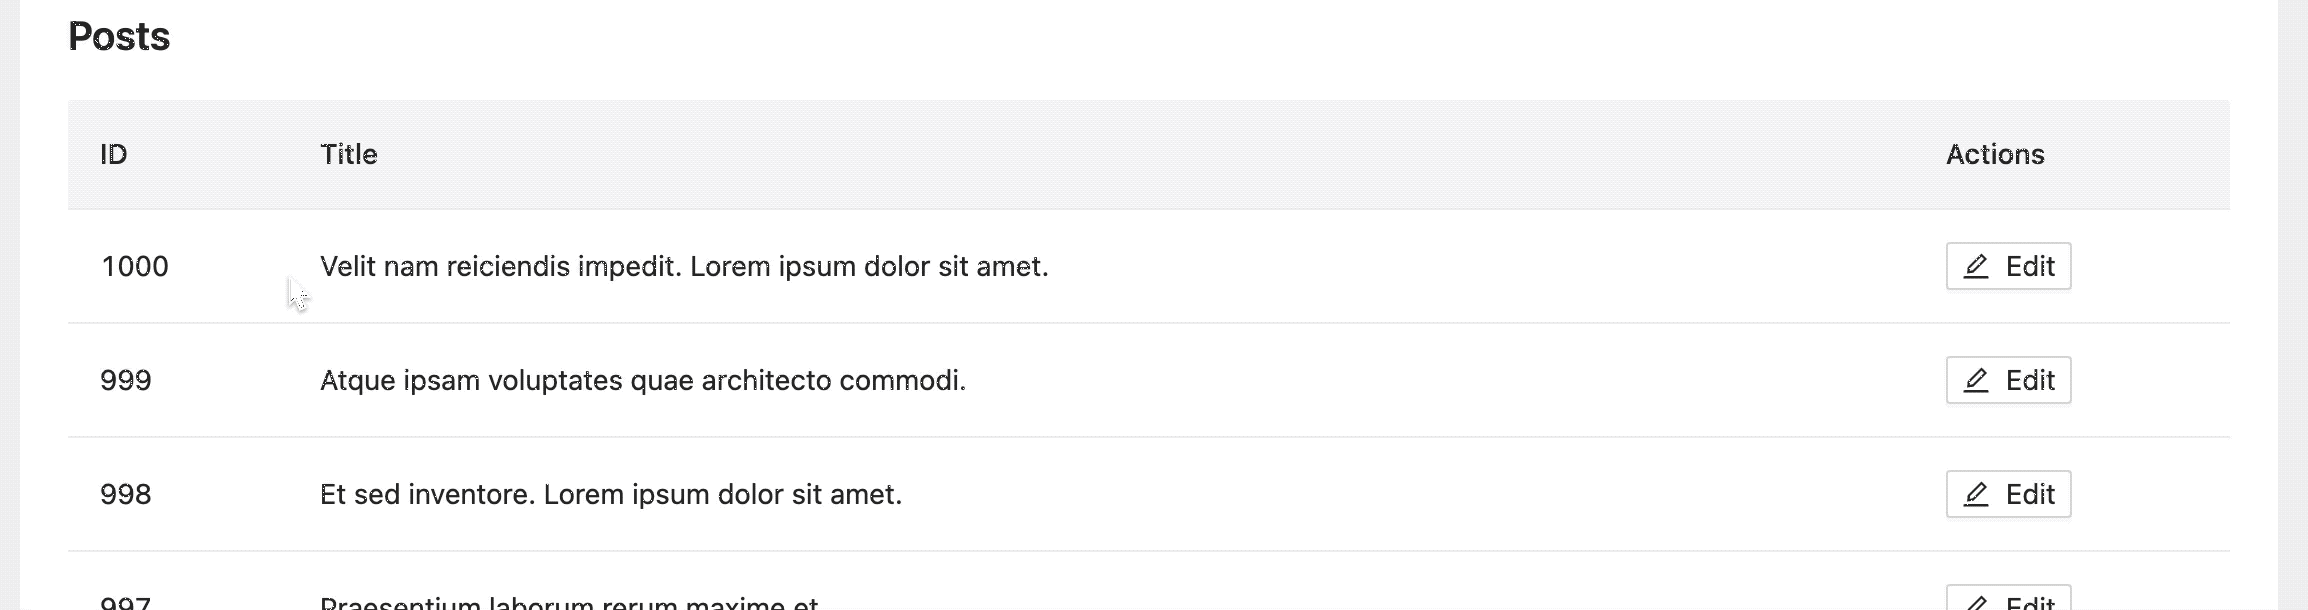 Posts
ID Title Actions
1000 Velit nam reiciendis impedit. Lorem ipsum dolor sit amet. Edit
999 Atque ipsam voluptates quae architecto commodi. Edit
998 Et sed inventore. Lorem ipsum dolor sit amet. Edit
997 Praesentium laborum rerum maxime et Edit